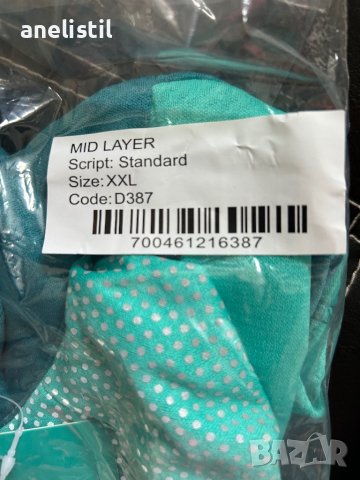 anelistil
MID LAYER
Script: Standard
Size: XXL
Code: D387
700461216387
BAZAR